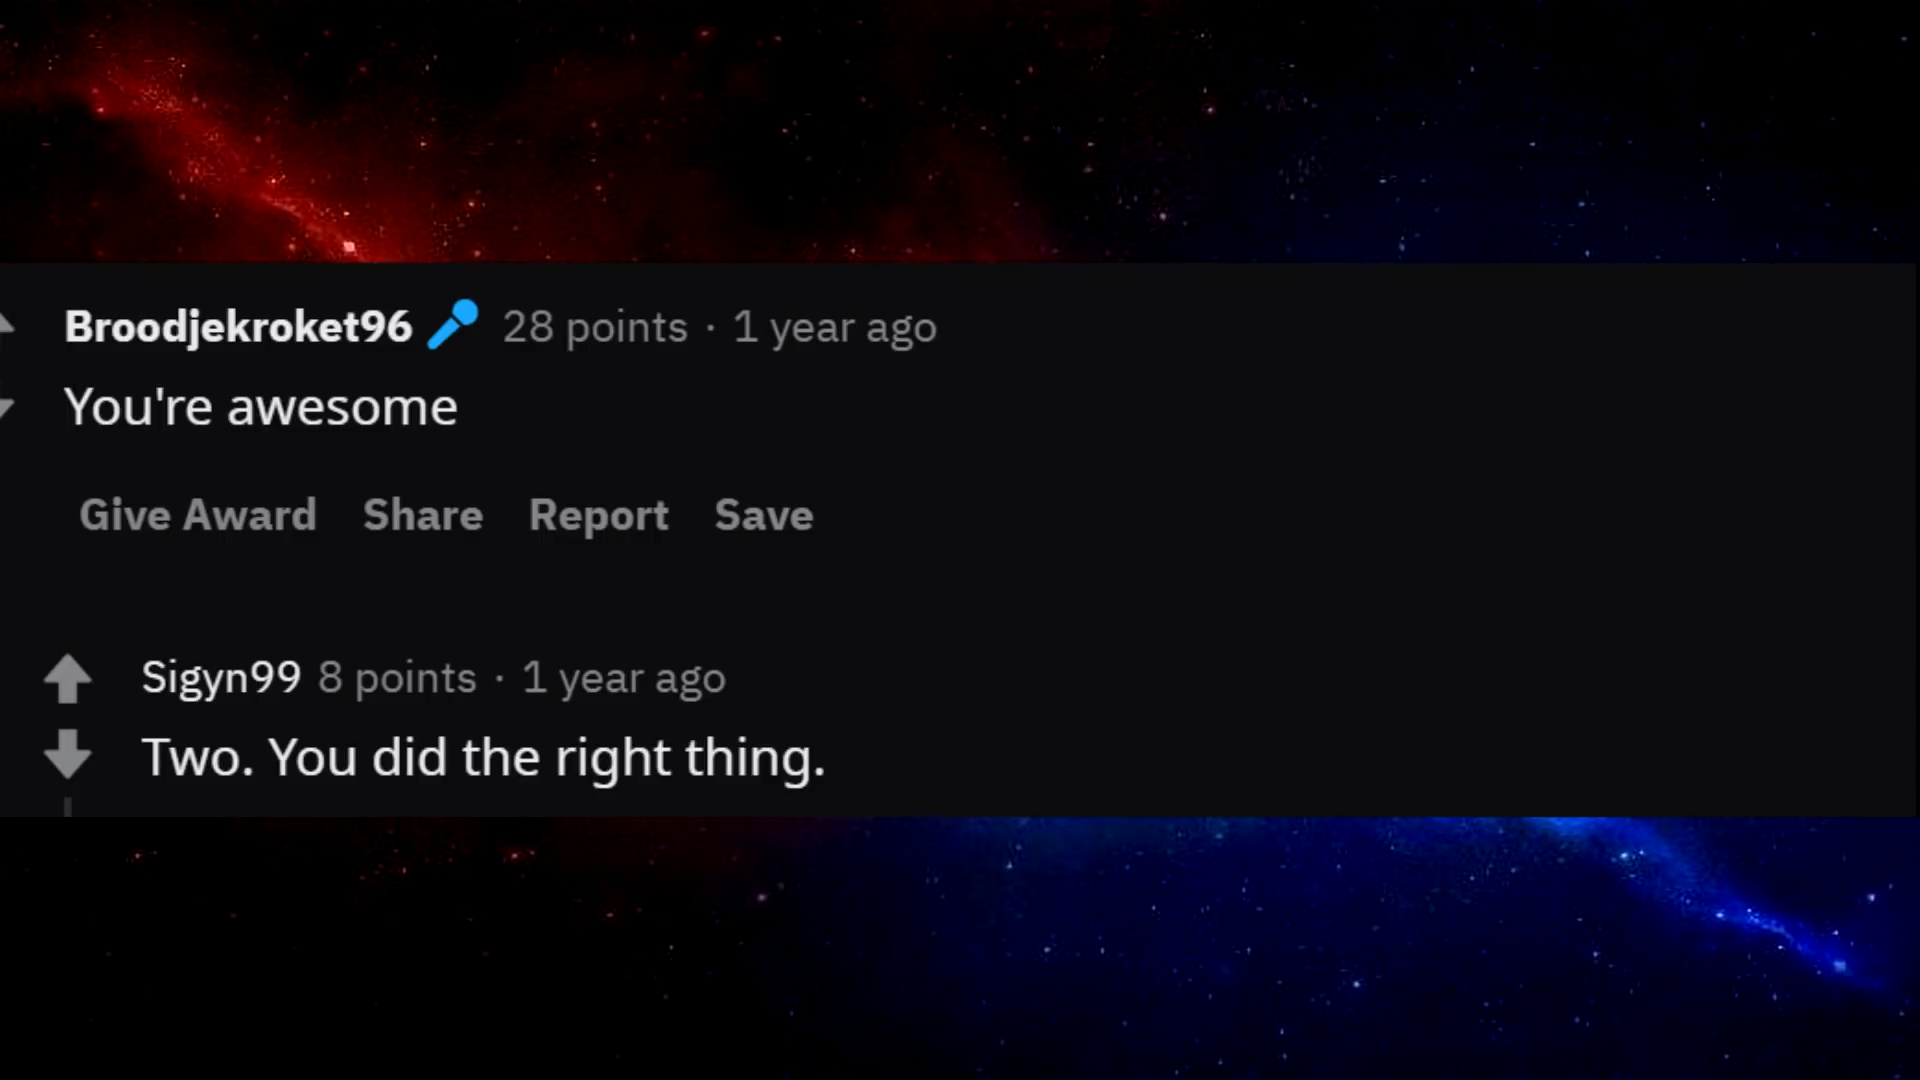 Broodjekroket96 28 points · 1 year ago
You're awesome
Give Award Share Report Save
Sigyn99 8 points · 1 year ago
Two. You did the right thing.